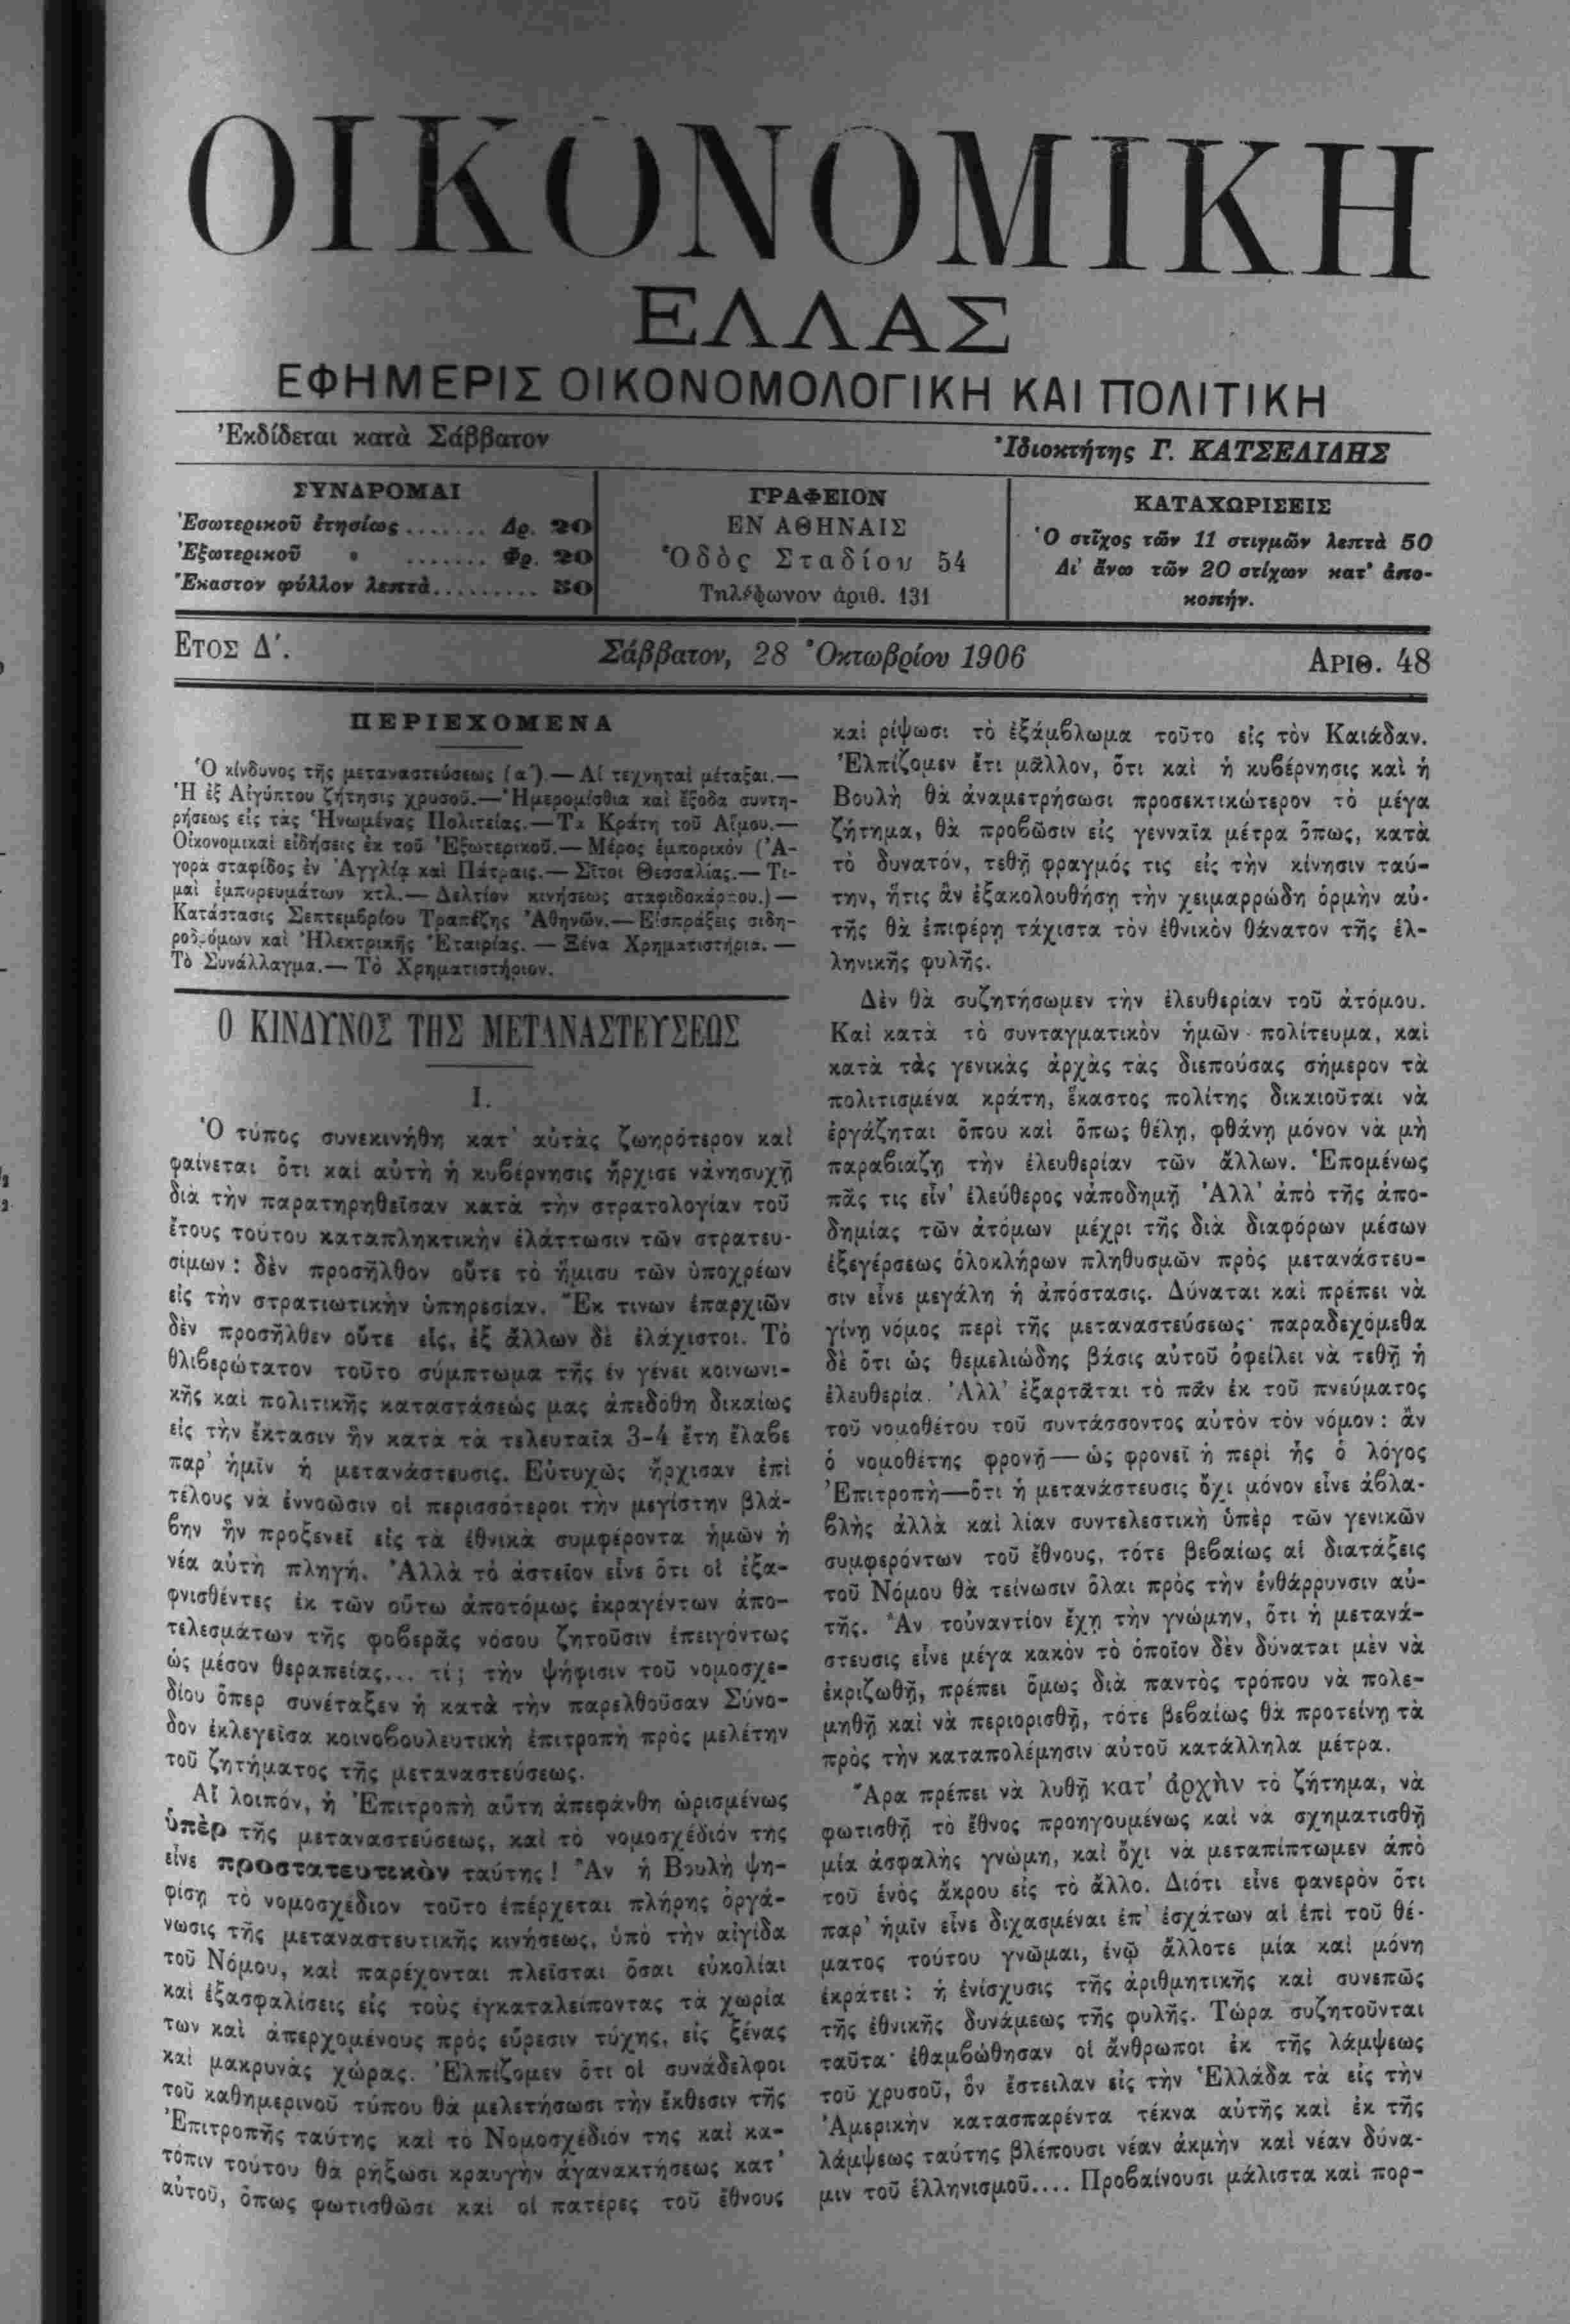 ΟΙΚΟΝΟΜΙΚΗ
ΕΛΛΑΣ
ΕΦΗΜΕΡΙΣ ΟΙΚΟΝΟΜΟΛΟΓΙΚΗ ΚΑΙ ΠΟΛΙΤΙΚΗ
Ἐκδίδεται κατὰ Σάββατον
Ἰδιοκτήτης Γ. ΚΑΤΣΕΛΙΔΗΣ
ΣΥΝΔΡΟΜΑΙ
Ἐσωτερικοῦ ἐτησίως ....... Δρ. 20
Ἐξωτερικοῦ » ....... Φρ. 20
Ἕκαστον φύλλον λεπτὰ......... 50
ΓΡΑΦΕΙΟΝ
ΕΝ ΑΘΗΝΑΙΣ
Ὁδὸς Σταδίου 54
Τηλέφωνον ἀριθ. 131
ΚΑΤΑΧΩΡΙΣΕΙΣ
Ὁ στῖχος τῶν 11 στιγμῶν λεπτὰ 50
Δι' ἄνω τῶν 20 στίχων κατ' ἀπο-
κοπήν.
ΕΤΟΣ Δ'.
Σάββατον, 28 Ὀκτωβρίου 1906
ΑΡΙΘ. 48
ΠΕΡΙΕΧΟΜΕΝΑ
Ὁ κίνδυνος τῆς μεταναστεύσεως (α').— Αἱ τεχνηταὶ μέταξαι.—
Ἡ ἐξ Αἰγύπτου ζήτησις χρυσοῦ.— Ἡμερομίσθια καὶ ἔξοδα συντη-
ρήσεως εἰς τὰς Ἡνωμένας Πολιτείας.—Τὰ Κράτη τοῦ Αἵμου.—
Οἰκονομικαὶ εἰδήσεις ἐκ τοῦ Ἐξωτερικοῦ.— Μέρος ἐμπορικόν (Ἀ-
γορὰ σταφίδος ἐν Ἀγγλίᾳ καὶ Πάτραις.— Σῖτοι Θεσσαλίας.— Τι-
μαὶ ἐμπορευμάτων κτλ.— Δελτίον κινήσεως σταφιδοκάρπου.)—
Κατάστασις Σεπτεμβρίου Τραπέζης Ἀθηνῶν.— Εἰσπράξεις σιδη-
ροδρόμων καὶ Ἠλεκτρικῆς Ἑταιρίας. — Ξένα Χρηματιστήρια. —
Τὸ Συνάλλαγμα.— Τὸ Χρηματιστήριον.
Ο ΚΙΝΔΥΝΟΣ ΤΗΣ ΜΕΤΑΝΑΣΤΕΥΣΕΩΣ
I.
Ὁ τύπος συνεκινήθη κατ' αὐτὰς ζωηρότερον καὶ
φαίνεται ὅτι καὶ αὐτὴ ἡ κυβέρνησις ἤρχισε νἀνησυχῇ
διὰ τὴν παρατηρηθεῖσαν κατὰ τὴν στρατολογίαν τοῦ
ἔτους τούτου καταπληκτικὴν ἐλάττωσιν τῶν στρατευ-
σίμων : δὲν προσῆλθον οὔτε τὸ ἥμισυ τῶν ὑποχρέων
εἰς τὴν στρατιωτικὴν ὑπηρεσίαν. Ἔκ τινων ἐπαρχιῶν
δὲν προσῆλθεν οὔτε εἷς, ἐξ ἄλλων δὲ ἐλάχιστοι. Τὸ
θλιβερώτατον τοῦτο σύμπτωμα τῆς ἐν γένει κοινωνι-
κῆς καὶ πολιτικῆς καταστάσεώς μας ἀπεδόθη δικαίως
εἰς τὴν ἔκτασιν ἣν κατὰ τὰ τελευταῖα 3-4 ἔτη ἔλαβε
παρ' ἡμῖν ἡ μετανάστευσις. Εὐτυχῶς ἤρχισαν ἐπὶ
τέλους νὰ ἐννοῶσιν οἱ περισσότεροι τὴν μεγίστην βλά-
βην ἣν προξενεῖ εἰς τὰ ἐθνικὰ συμφέροντα ἡμῶν ἡ
νέα αὐτὴ πληγή. Ἀλλὰ τὸ ἀστεῖον εἶνε ὅτι οἱ ἐξα-
φνισθέντες ἐκ τῶν οὕτω ἀποτόμως ἐκραγέντων ἀπο-
τελεσμάτων τῆς φοβερᾶς νόσου ζητοῦσιν ἐπειγόντως
ὡς μέσον θεραπείας... τί ; τὴν ψήφισιν τοῦ νομοσχε-
δίου ὅπερ συνέταξεν ἡ κατὰ τὴν παρελθοῦσαν Σύνο-
δον ἐκλεγεῖσα κοινοβουλευτικὴ ἐπιτροπὴ πρὸς μελέτην
τοῦ ζητήματος τῆς μεταναστεύσεως.
Αἴ λοιπόν, ἡ Ἐπιτροπὴ αὕτη ἀπεφάνθη ὡρισμένως
ὑπὲρ τῆς μεταναστεύσεως, καὶ τὸ νομοσχέδιόν της
εἶνε προστατευτικὸν ταύτης ! Ἂν ἡ Βουλὴ ψη-
φίσῃ τὸ νομοσχέδιον τοῦτο ἐπέρχεται πλήρης ὀργά-
νωσις τῆς μεταναστευτικῆς κινήσεως, ὑπὸ τὴν αἰγίδα
τοῦ Νόμου, καὶ παρέχονται πλεῖσται ὅσαι εὐκολίαι
καὶ ἐξασφαλίσεις εἰς τοὺς ἐγκαταλείποντας τὰ χωρία
των καὶ ἀπερχομένους πρὸς εὕρεσιν τύχης, εἰς ξένας
καὶ μακρυνὰς χώρας. Ἐλπίζομεν ὅτι οἱ συνάδελφοι
τοῦ καθημερινοῦ τύπου θὰ μελετήσωσι τὴν ἔκθεσιν τῆς
Ἐπιτροπῆς ταύτης καὶ τὸ Νομοσχέδιόν της καὶ κα-
τόπιν τούτου θὰ ρήξωσι κραυγὴν ἀγανακτήσεως κατ'
αὐτοῦ, ὅπως φωτισθῶσι καὶ οἱ πατέρες τοῦ ἔθνους
καὶ ρίψωσι τὸ ἐξάμβλωμα τοῦτο εἰς τὸν Καιάδαν.
Ἐλπίζομεν ἔτι μᾶλλον, ὅτι καὶ ἡ κυβέρνησις καὶ ἡ
Βουλὴ θὰ ἀναμετρήσωσι προσεκτικώτερον τὸ μέγα
ζήτημα, θὰ προβῶσιν εἰς γενναῖα μέτρα ὅπως, κατὰ
τὸ δυνατόν, τεθῇ φραγμός τις εἰς τὴν κίνησιν ταύ-
την, ἥτις ἂν ἐξακολουθήσῃ τὴν χειμαρρώδη ὁρμὴν αὐ-
τῆς θὰ ἐπιφέρῃ τάχιστα τὸν ἐθνικὸν θάνατον τῆς ἑλ-
ληνικῆς φυλῆς.
Δὲν θὰ συζητήσωμεν τὴν ἐλευθερίαν τοῦ ἀτόμου.
Καὶ κατὰ τὸ συνταγματικὸν ἡμῶν πολίτευμα, καὶ
κατὰ τὰς γενικὰς ἀρχὰς τὰς διεπούσας σήμερον τὰ
πολιτισμένα κράτη, ἕκαστος πολίτης δικαιοῦται νὰ
ἐργάζηται ὅπου καὶ ὅπως θέλῃ, φθάνῃ μόνον νὰ μὴ
παραβιάζῃ τὴν ἐλευθερίαν τῶν ἄλλων. Ἑπομένως
πᾶς τις εἶν' ἐλεύθερος νἀποδημῇ Ἀλλ' ἀπὸ τῆς ἀπο-
δημίας τῶν ἀτόμων μέχρι τῆς διὰ διαφόρων μέσων
ἐξεγέρσεως ὁλοκλήρων πληθυσμῶν πρὸς μετανάστευ-
σιν εἶνε μεγάλη ἡ ἀπόστασις. Δύναται καὶ πρέπει νὰ
γίνῃ νόμος περὶ τῆς μεταναστεύσεως· παραδεχόμεθα
δὲ ὅτι ὡς θεμελιώδης βάσις αὐτοῦ ὀφείλει νὰ τεθῇ ἡ
ἐλευθερία. Ἀλλ' ἐξαρτᾶται τὸ πᾶν ἐκ τοῦ πνεύματος
τοῦ νομοθέτου τοῦ συντάσσοντος αὐτὸν τὸν νόμον : ἂν
ὁ νομοθέτης φρονῇ — ὡς φρονεῖ ἡ περὶ ἧς ὁ λόγος
Ἐπιτροπὴ—ὅτι ἡ μετανάστευσις ὄχι μόνον εἶνε ἀβλα-
βὴς ἀλλὰ καὶ λίαν συντελεστικὴ ὑπὲρ τῶν γενικῶν
συμφερόντων τοῦ ἔθνους, τότε βεβαίως αἱ διατάξεις
τοῦ Νόμου θὰ τείνωσιν ὅλαι πρὸς τὴν ἐνθάρρυνσιν αὐ-
τῆς. Ἂν τοὐναντίον ἔχῃ τὴν γνώμην, ὅτι ἡ μετανά-
στευσις εἶνε μέγα κακὸν τὸ ὁποῖον δὲν δύναται μὲν νὰ
ἐκριζωθῇ, πρέπει ὅμως διὰ παντὸς τρόπου νὰ πολε-
μηθῇ καὶ νὰ περιορισθῇ, τότε βεβαίως θὰ προτείνῃ τὰ
πρὸς τὴν καταπολέμησιν αὐτοῦ κατάλληλα μέτρα.
Ἄρα πρέπει νὰ λυθῇ κατ' ἀρχὴν τὸ ζήτημα, νὰ
φωτισθῇ τὸ ἔθνος προηγουμένως καὶ νὰ σχηματισθῇ
μία ἀσφαλὴς γνώμη, καὶ ὄχι νὰ μεταπίπτωμεν ἀπὸ
τοῦ ἑνὸς ἄκρου εἰς τὸ ἄλλο. Διότι εἶνε φανερὸν ὅτι
παρ' ἡμῖν εἶνε διχασμέναι ἐπ' ἐσχάτων αἱ ἐπὶ τοῦ θέ-
ματος τούτου γνῶμαι, ἐνῷ ἄλλοτε μία καὶ μόνη
ἐκράτει : ἡ ἐνίσχυσις τῆς ἀριθμητικῆς καὶ συνεπῶς
τῆς ἐθνικῆς δυνάμεως τῆς φυλῆς. Τώρα συζητοῦνται
ταῦτα· ἐθαμβώθησαν οἱ ἄνθρωποι ἐκ τῆς λάμψεως
τοῦ χρυσοῦ, ὃν ἔστειλαν εἰς τὴν Ἑλλάδα τὰ εἰς τὴν
Ἀμερικὴν κατασπαρέντα τέκνα αὐτῆς καὶ ἐκ τῆς
λάμψεως ταύτης βλέπουσι νέαν ἀκμὴν καὶ νέαν δύνα-
μιν τοῦ ἑλληνισμοῦ.... Προβαίνουσι μάλιστα καὶ πορ-